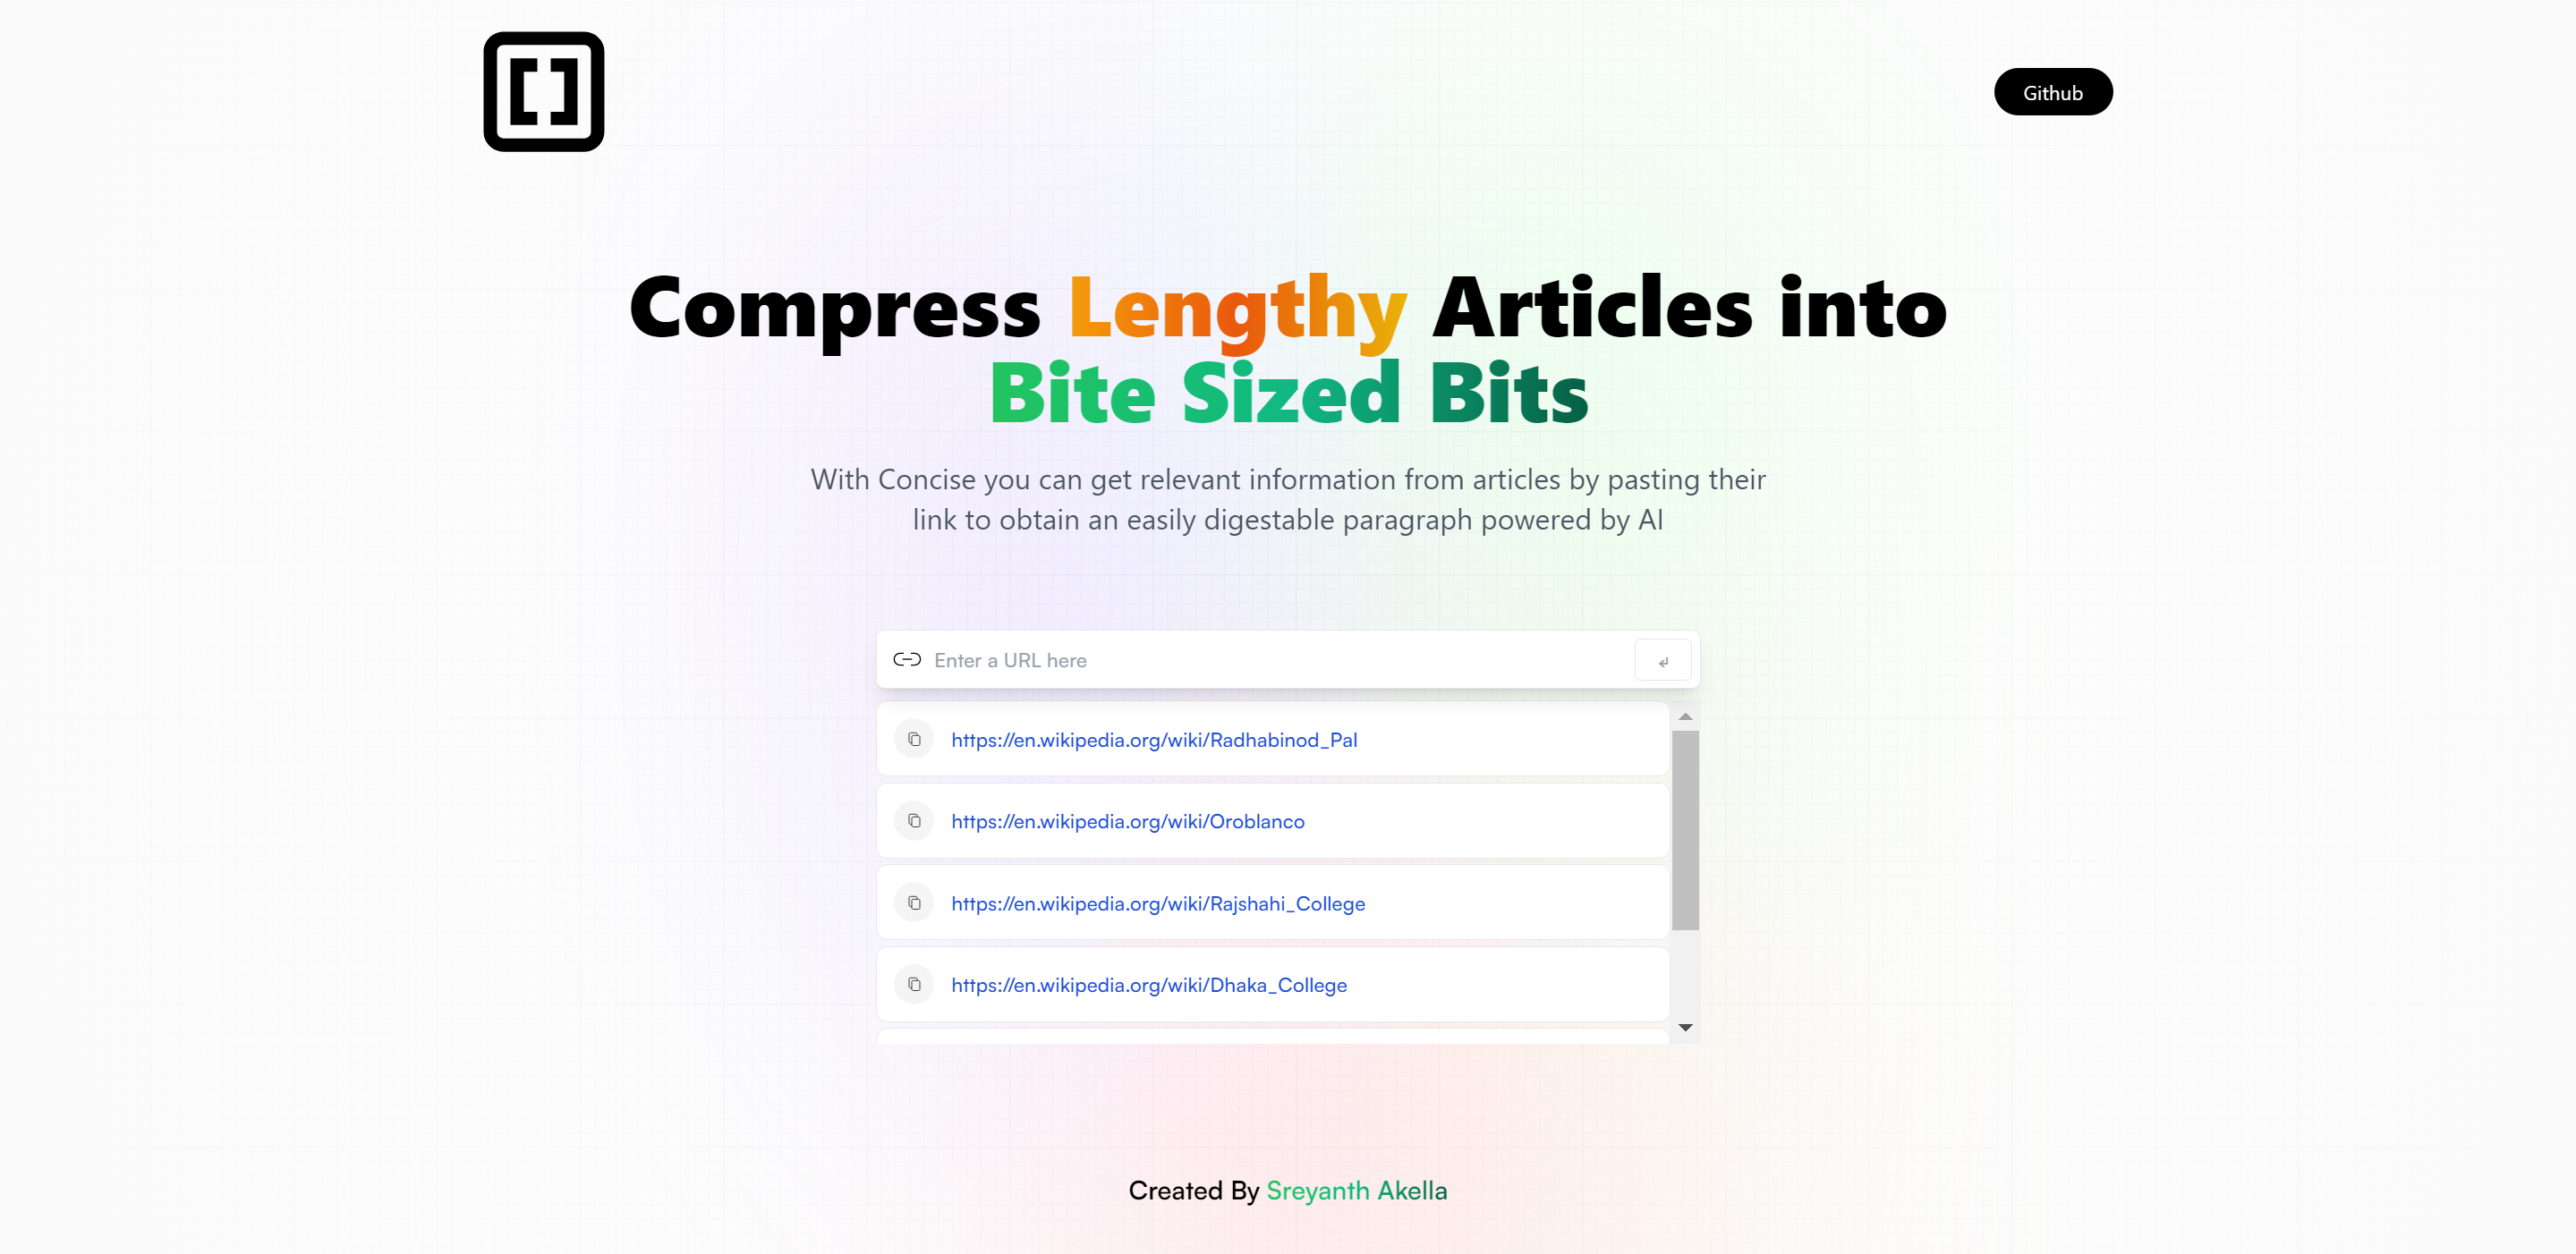 Github
Compress Lengthy Articles into
Bite Sized Bits
With Concise you can get relevant information from articles by pasting their
link to obtain an easily digestable paragraph powered by AI
Enter a URL here
https://en.wikipedia.org/wiki/Radhabinod_Pal
https://en.wikipedia.org/wiki/Oroblanco
https://en.wikipedia.org/wiki/Rajshahi_College
https://en.wikipedia.org/wiki/Dhaka_College
Created By Sreyanth Akella